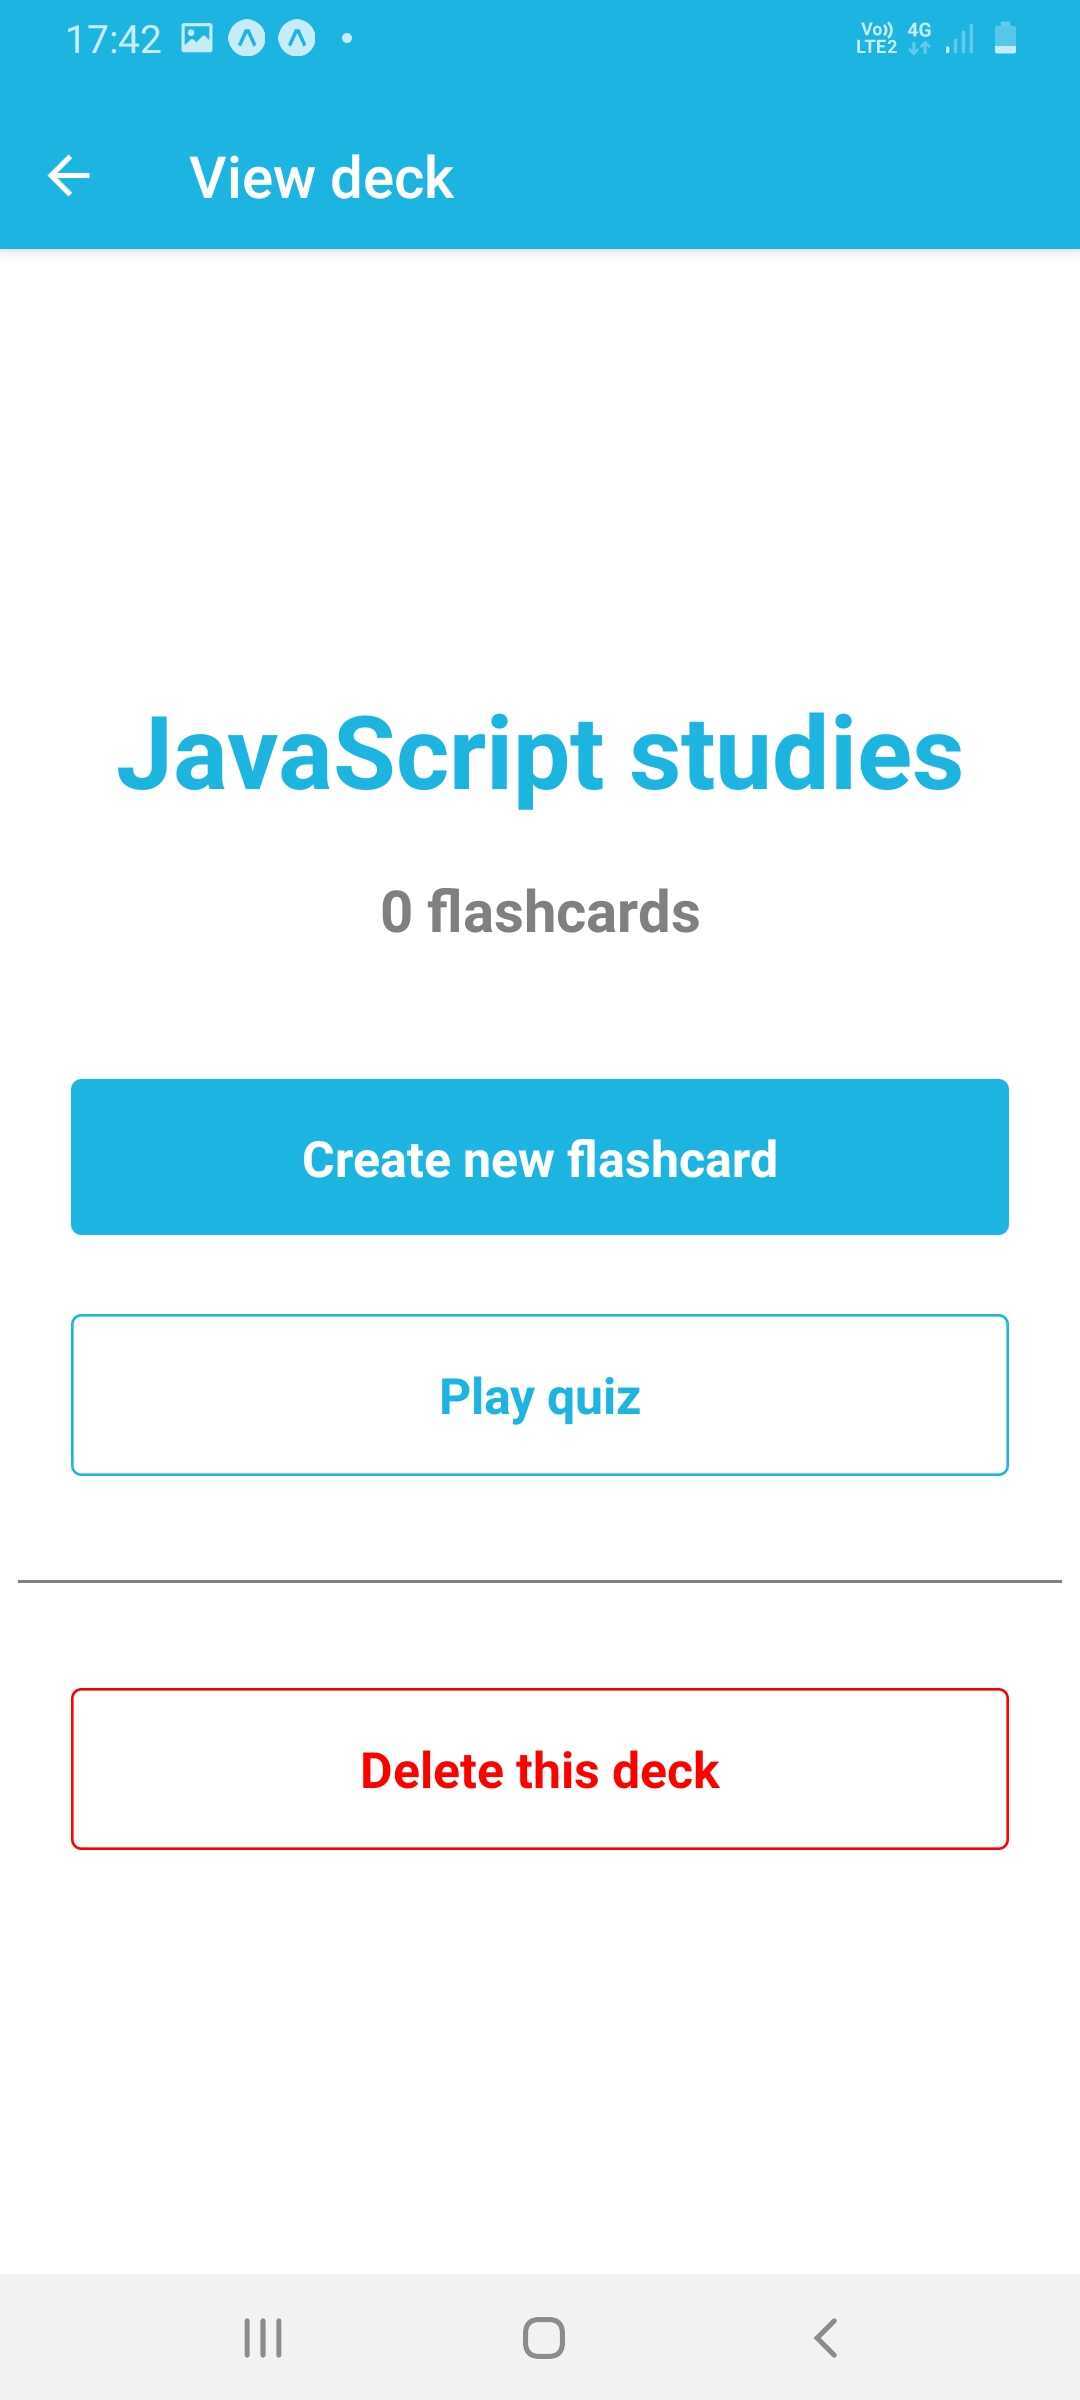 17:42
Vo)) 4G
LTE2
View deck
JavaScript studies
0 flashcards
Create new flashcard
Play quiz
Delete this deck